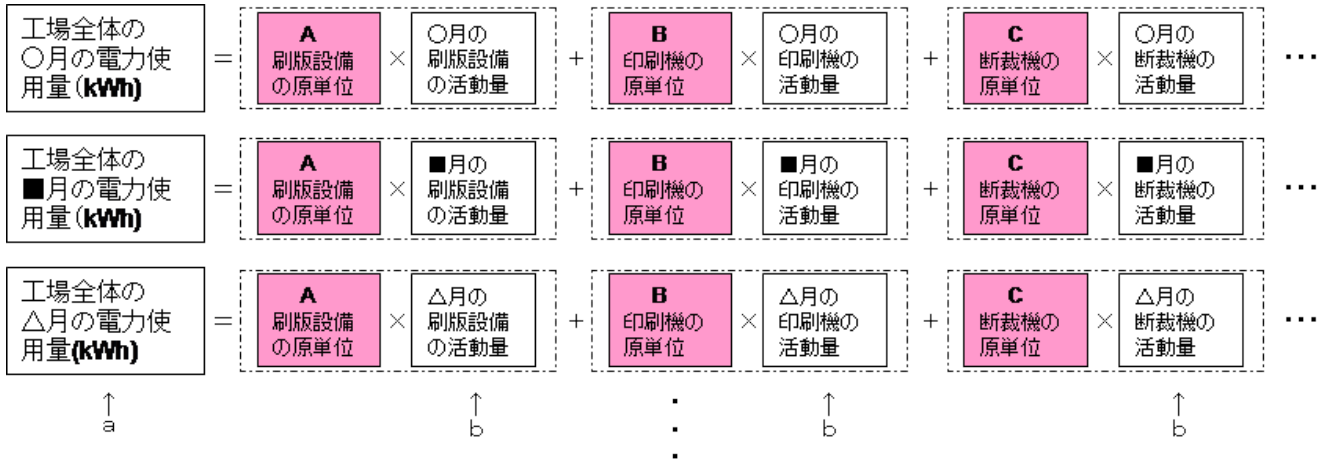 工場全体の
〇月の電力使
用量(kWh)
=
A
刷版設備
の原単位
×
〇月の
刷版設備
の活動量
+
B
印刷機の
原単位
×
〇月の
印刷機の
活動量
+
C
断裁機の
原単位
×
〇月の
断裁機の
活動量
・・・
工場全体の
■月の電力使
用量(kWh)
=
A
刷版設備
の原単位
×
■月の
刷版設備
の活動量
+
B
印刷機の
原単位
×
■月の
印刷機の
活動量
+
C
断裁機の
原単位
×
■月の
断裁機の
活動量
・・・
工場全体の
△月の電力使
用量(kWh)
=
A
刷版設備
の原単位
×
△月の
刷版設備
の活動量
+
B
印刷機の
原単位
×
△月の
印刷機の
活動量
+
C
断裁機の
原単位
×
△月の
断裁機の
活動量
・・・
↑
a
↑
b
・
・
・
↑
b
↑
b